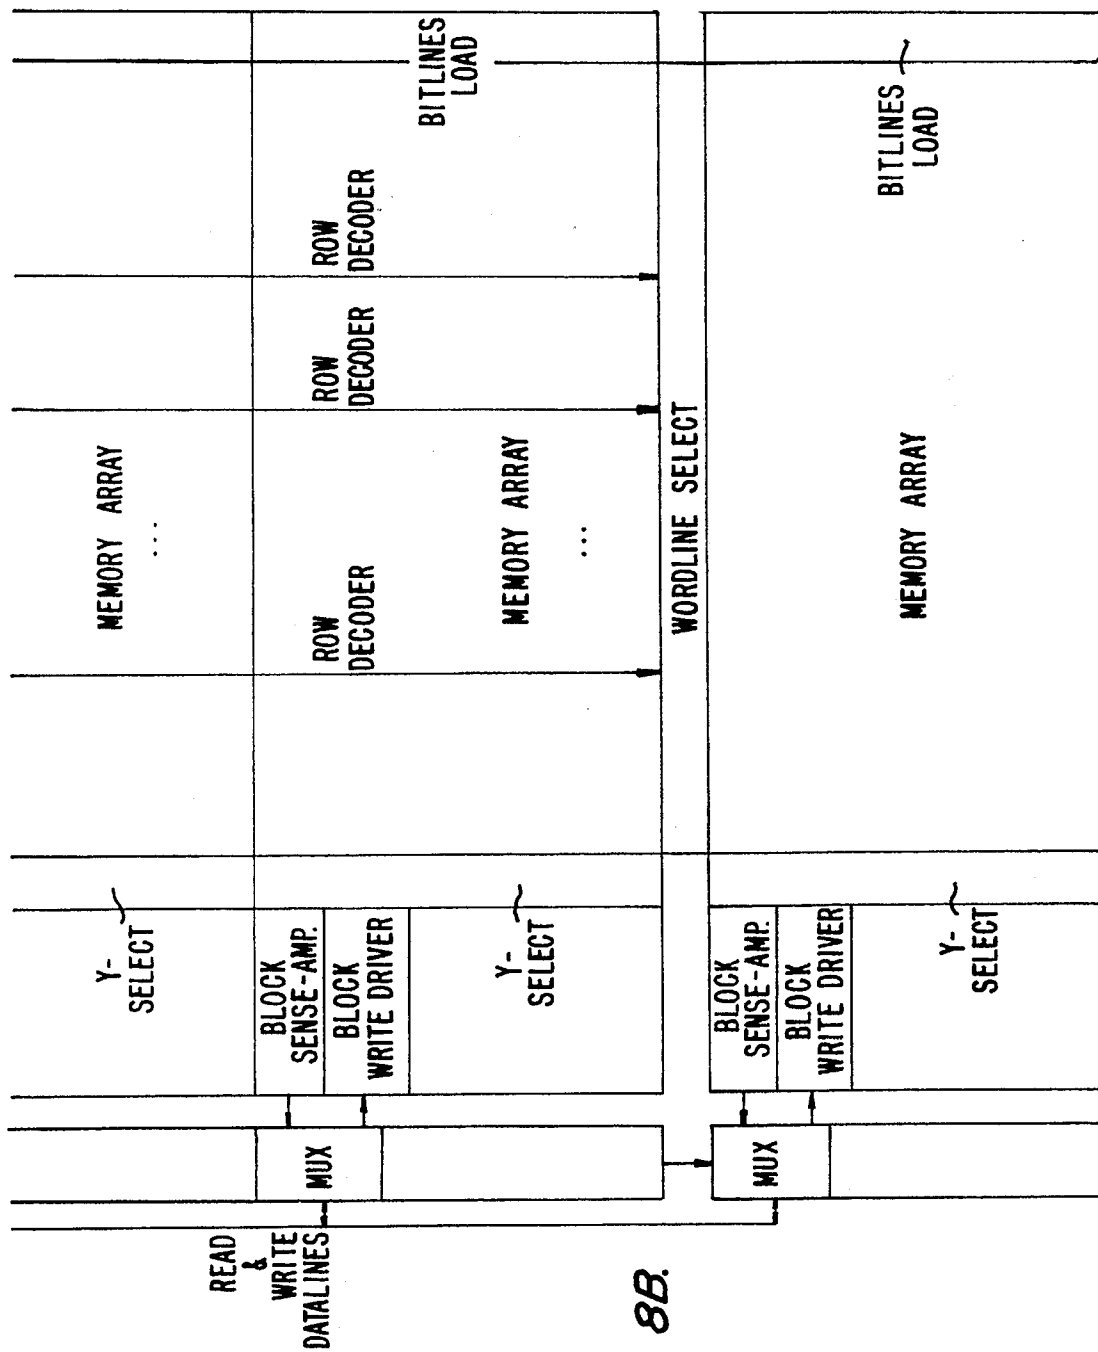 BITLINES
LOAD
BITLINES
LOAD
ROW
DECODER
ROW
DECODER
ROW
DECODER
MEMORY ARRAY
...
MEMORY ARRAY
...
WORDLINE SELECT
MEMORY ARRAY
Y-
SELECT
BLOCK
SENSE-AMP.
BLOCK
WRITE DRIVER
Y-
SELECT
BLOCK
SENSE-AMP.
BLOCK
WRITE DRIVER
Y-
SELECT
MUX
MUX
READ
&
WRITE
DATALINES
8B.